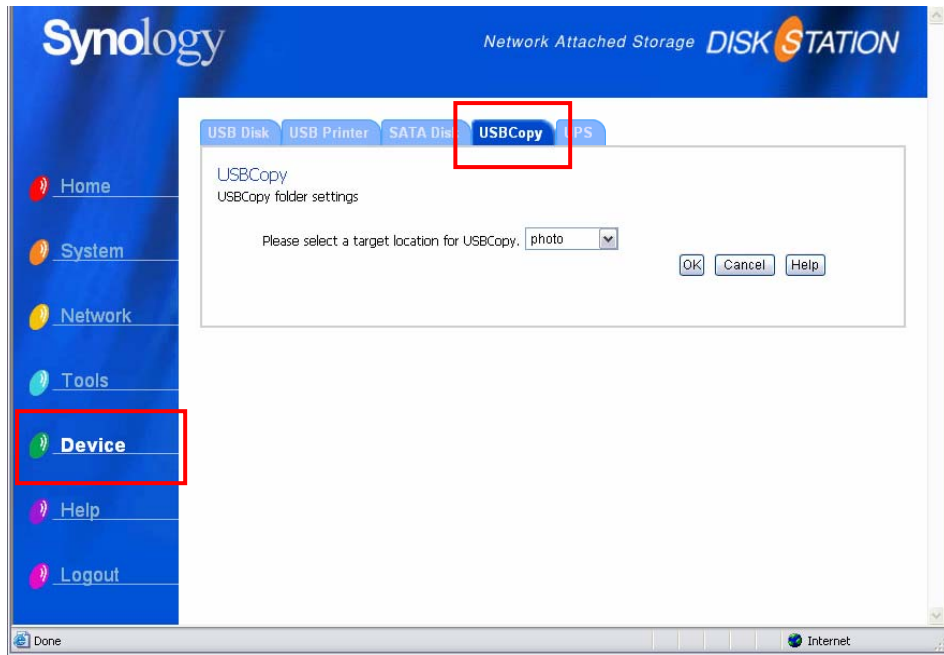 Synology
Network Attached Storage DISK STATION
USB Disk USB Printer SATA Disk USBCopy UPS
USBCopy
USBCopy folder settings
Please select a target location for USBCopy. photo
OK Cancel Help
Home
System
Network
Tools
Device
Help
Logout
Done Internet